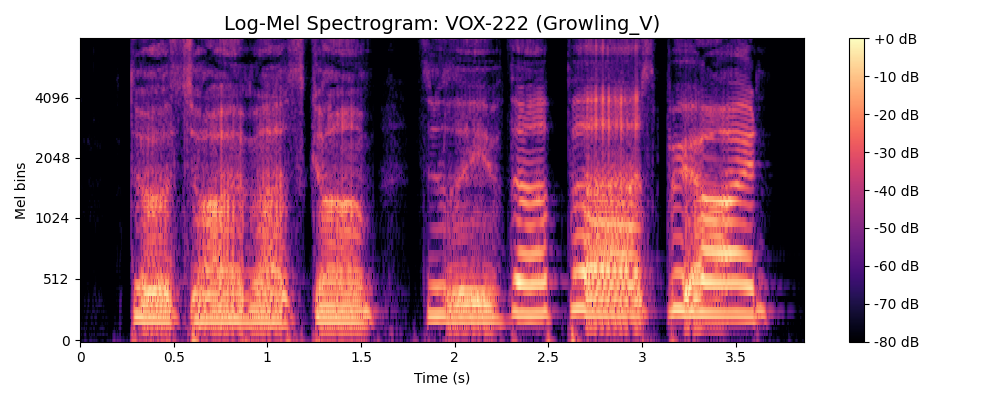 Log-Mel Spectrogram: VOX-222 (Growling_V)
Mel bins
4096
2048
1024
512
0
0
0.5
1
1.5
2
2.5
3
3.5
Time (s)
+0 dB
-10 dB
-20 dB
-30 dB
-40 dB
-50 dB
-60 dB
-70 dB
-80 dB